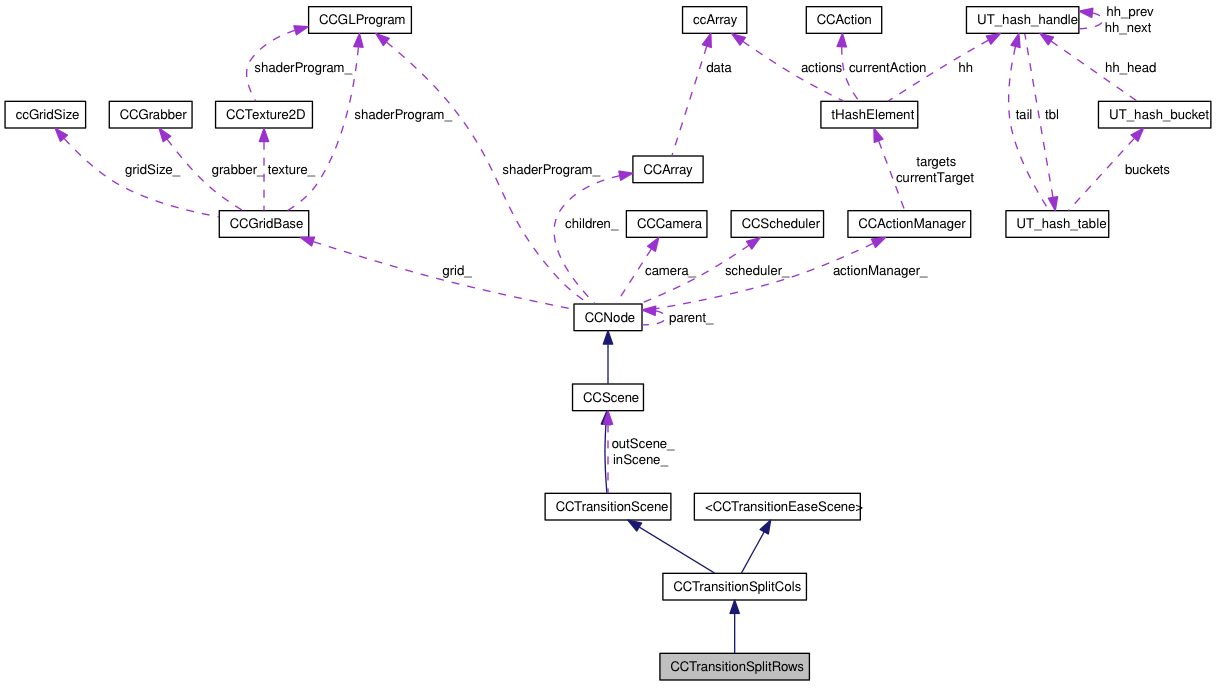 CCGLProgram
ccArray
CCAction
UT_hash_handle
hh_prev
hh_next
shaderProgram_
data
actions
currentAction
hh
hh_head
ccGridSize
CCGrabber
CCTexture2D
shaderProgram_
tHashElement
tail
tbl
UT_hash_bucket
gridSize_
grabber_
texture_
shaderProgram_
CCArray
targets
currentTarget
buckets
CCGridBase
children_
CCCamera
CCScheduler
CCActionManager
UT_hash_table
grid_
camera_
scheduler_
actionManager_
CCNode
parent_
CCScene
outScene_
inScene_
CCTransitionScene
<CCTransitionEaseScene>
CCTransitionSplitCols
CCTransitionSplitRows